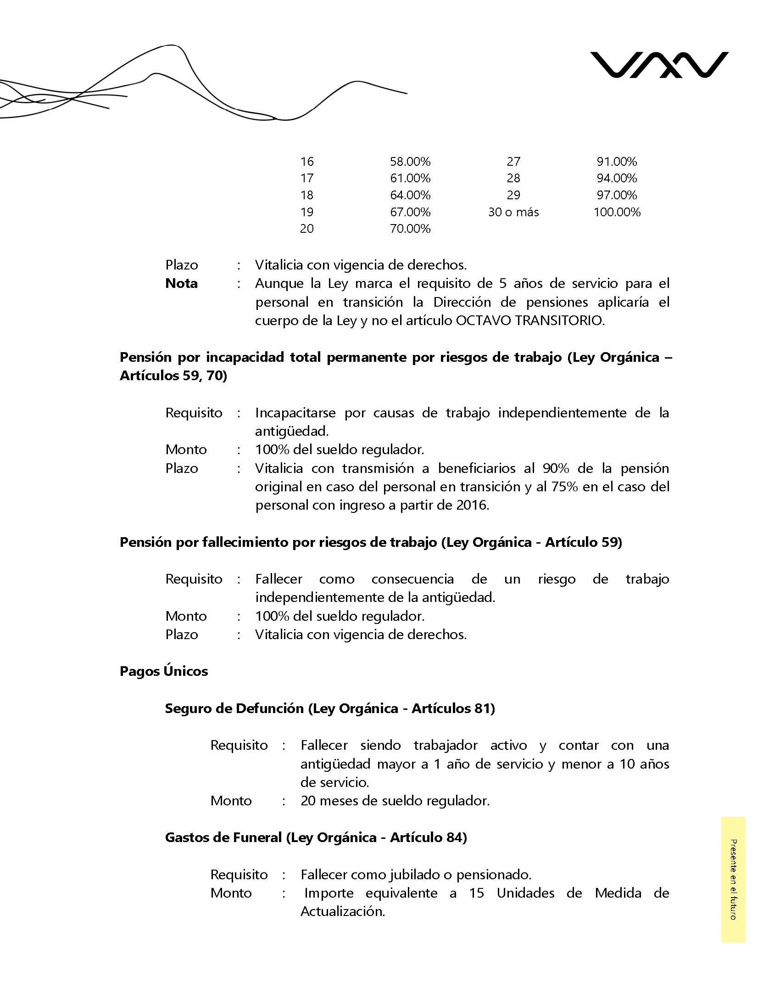 16 58.00% 27 91.00%
17 61.00% 28 94.00%
18 64.00% 29 97.00%
19 67.00% 30 o más 100.00%
20 70.00%
Plazo : Vitalicia con vigencia de derechos.
Nota : Aunque la Ley marca el requisito de 5 años de servicio para el
personal en transición la Dirección de pensiones aplicaría el
cuerpo de la Ley y no el artículo OCTAVO TRANSITORIO.
Pensión por incapacidad total permanente por riesgos de trabajo (Ley Orgánica –
Artículos 59, 70)
Requisito : Incapacitarse por causas de trabajo independientemente de la
antigüedad.
Monto : 100% del sueldo regulador.
Plazo : Vitalicia con transmisión a beneficiarios al 90% de la pensión
original en caso del personal en transición y al 75% en el caso del
personal con ingreso a partir de 2016.
Pensión por fallecimiento por riesgos de trabajo (Ley Orgánica - Artículo 59)
Requisito : Fallecer como consecuencia de un riesgo de trabajo
independientemente de la antigüedad.
Monto : 100% del sueldo regulador.
Plazo : Vitalicia con vigencia de derechos.
Pagos Únicos
Seguro de Defunción (Ley Orgánica - Artículos 81)
Requisito : Fallecer siendo trabajador activo y contar con una
antigüedad mayor a 1 año de servicio y menor a 10 años
de servicio.
Monto : 20 meses de sueldo regulador.
Gastos de Funeral (Ley Orgánica - Artículo 84)
Requisito : Fallecer como jubilado o pensionado.
Monto : Importe equivalente a 15 Unidades de Medida de
Actualización.
Presente en el futuro